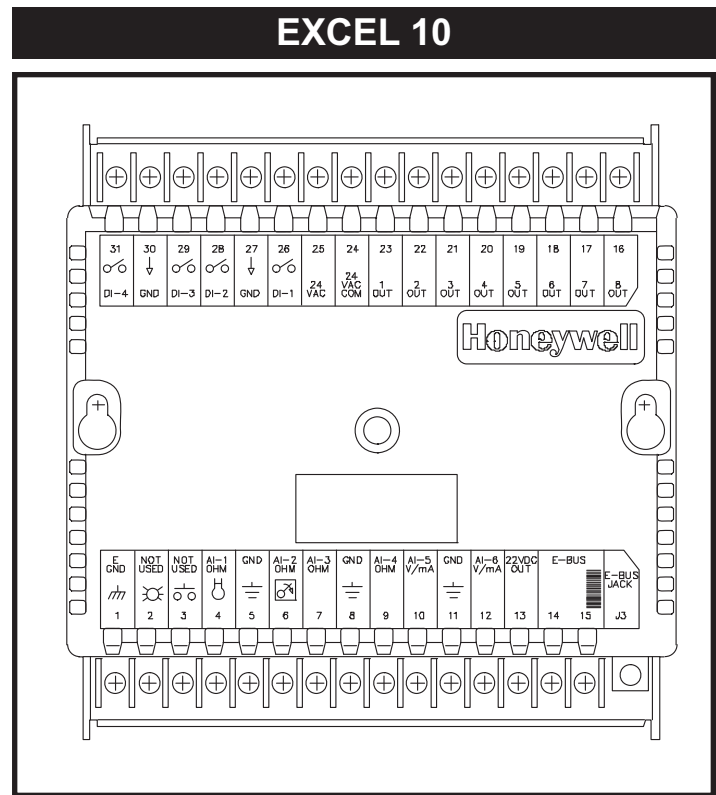 EXCEL 10
31 30 29 28 27 26 25 24 23 22 21 20 19 18 17 16
DI-4 GND DI-3 DI-2 GND DI-1 24 VAC 24 VAC COM 1 OUT 2 OUT 3 OUT 4 OUT 5 OUT 6 OUT 7 OUT 8 OUT
Honeywell
E GND NOT USED NOT USED AI-1 OHM GND AI-2 OHM AI-3 OHM GND AI-4 OHM AI-5 V/mA GND AI-6 V/mA 22VDC OUT E-BUS E-BUS JACK
1 2 3 4 5 6 7 8 9 10 11 12 13 14 15 J3